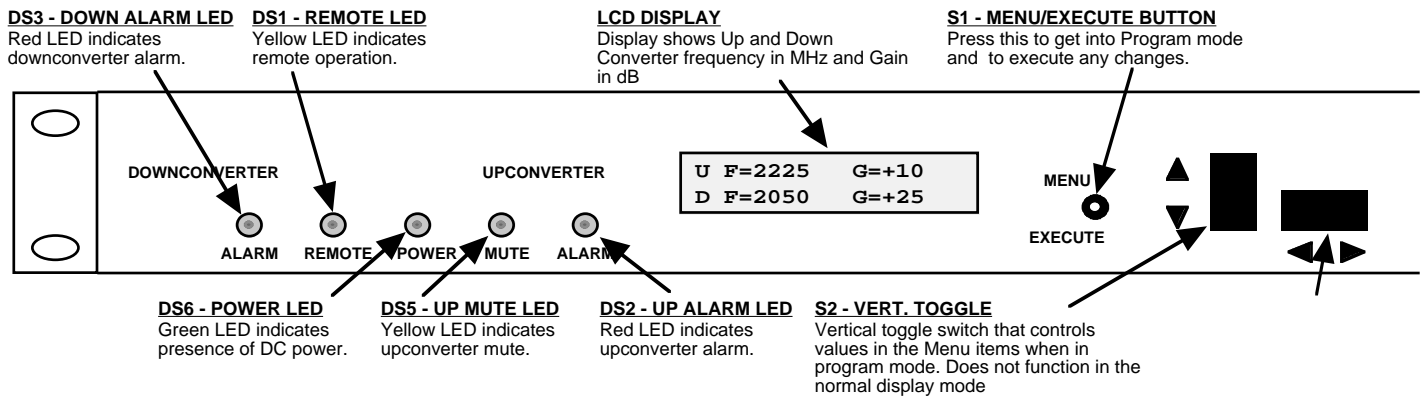 DS3 - DOWN ALARM LED
Red LED indicates
downconverter alarm.
DS1 - REMOTE LED
Yellow LED indicates
remote operation.
LCD DISPLAY
Display shows Up and Down
Converter frequency in MHz and Gain
in dB
S1 - MENU/EXECUTE BUTTON
Press this to get into Program mode
and to execute any changes.
DOWNCONVERTER
UPCONVERTER
U F=2225 G=+10
D F=2050 G=+25
MENU
EXECUTE
ALARM
REMOTE
POWER
MUTE
ALARM
DS6 - POWER LED
Green LED indicates
presence of DC power.
DS5 - UP MUTE LED
Yellow LED indicates
upconverter mute.
DS2 - UP ALARM LED
Red LED indicates
upconverter alarm.
S2 - VERT. TOGGLE
Vertical toggle switch that controls
values in the Menu items when in
program mode. Does not function in the
normal display mode